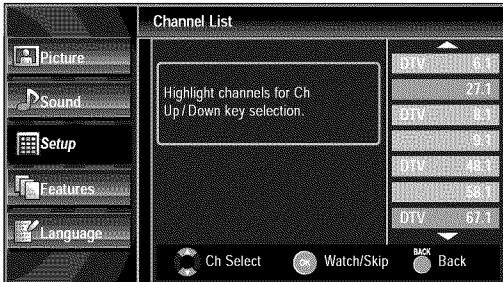 Channel List
Picture
Sound
Setup
Features
Language
Highlight channels for Ch
Up/Down key selection.
DTV 6.1
27.1
DTV 8.1
9.1
DTV 48.1
58.1
DTV 67.1
Ch Select
OK
Watch/Skip
BACK
Back